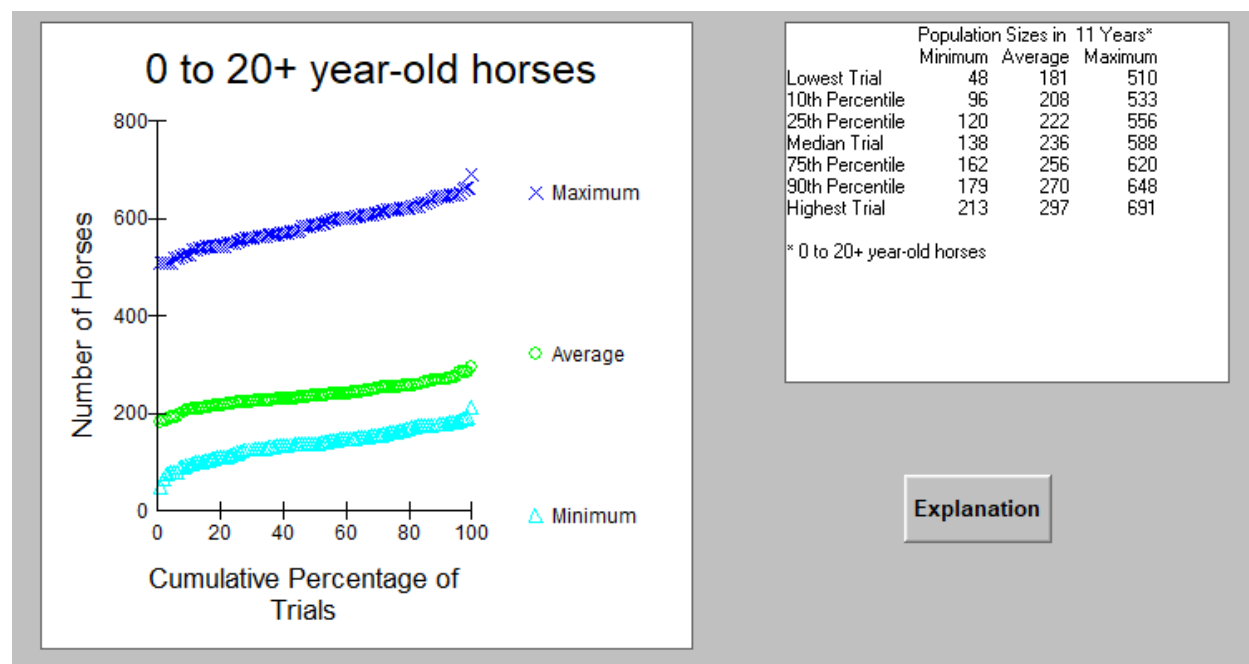 0 to 20+ year-old horses
800
600
400
200
0
0 20 40 60 80 100
Number of Horses
Cumulative Percentage of
Trials
Maximum
Average
Minimum
Population Sizes in 11 Years*
Minimum Average Maximum
Lowest Trial 48 181 510
10th Percentile 96 208 533
25th Percentile 120 222 556
Median Trial 138 236 588
75th Percentile 162 256 620
90th Percentile 179 270 648
Highest Trial 213 297 691
* 0 to 20+ year-old horses
Explanation